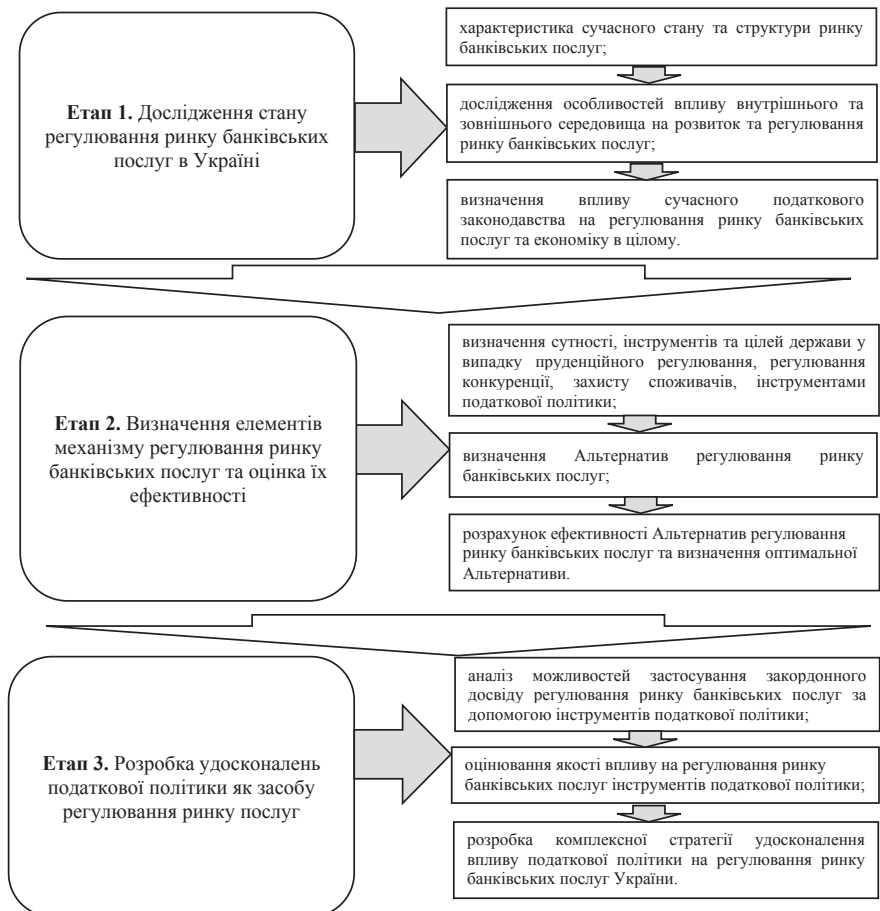 Етап 1. Дослідження стану
регулювання ринку банківських
послуг в Україні
характеристика сучасного стану та структури ринку
банківських послуг;
дослідження особливостей впливу внутрішнього та
зовнішнього середовища на розвиток та регулювання
ринку банківських послуг;
визначення впливу сучасного податкового
законодавства на регулювання ринку банківських
послуг та економіку в цілому.
Етап 2. Визначення елементів
механізму регулювання ринку
банківських послуг та оцінка їх
ефективності
визначення сутності, інструментів та цілей держави у
випадку пруденційного регулювання, регулювання
конкуренції, захисту споживачів, інструментами
податкової політики;
визначення Альтернатив регулювання ринку
банківських послуг;
розрахунок ефективності Альтернатив регулювання
ринку банківських послуг та визначення оптимальної
Альтернативи.
Етап 3. Розробка удосконалень
податкової політики як засобу
регулювання ринку послуг
аналіз можливостей застосування закордонного
досвіду регулювання ринку банківських послуг за
допомогою інструментів податкової політики;
оцінювання якості впливу на регулювання ринку
банківських послуг інструментів податкової політики;
розробка комплексної стратегії удосконалення
впливу податкової політики на регулювання ринку
банківських послуг України.